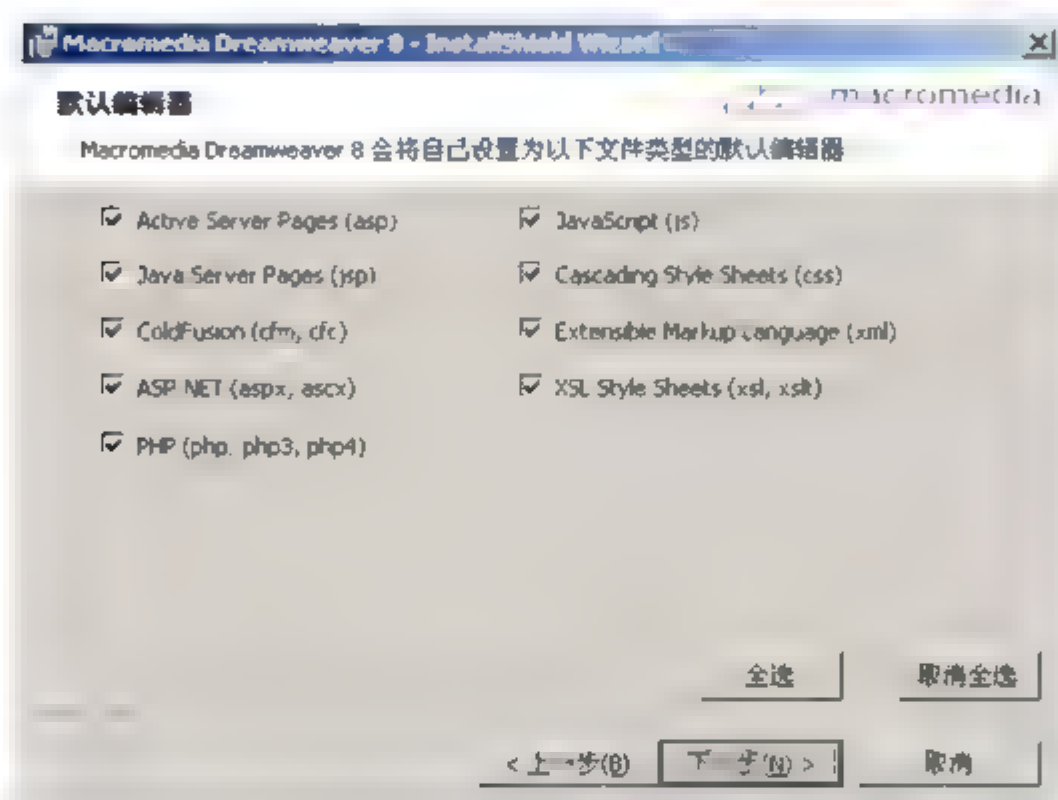 Macromedia Dreamweaver 8 - InstallShield Wizard
默认编辑器
macromedia
Macromedia Dreamweaver 8 会将自己设置为以下文件类型的默认编辑器
Active Server Pages (asp)
JavaScript (js)
Java Server Pages (jsp)
Cascading Style Sheets (css)
ColdFusion (cfm, cfc)
Extensible Markup Language (xml)
ASP.NET (aspx, ascx)
XSL Style Sheets (xsl, xslt)
PHP (php, php3, php4)
全选
取消全选
< 上一步(B)
下一步(N) >
取消